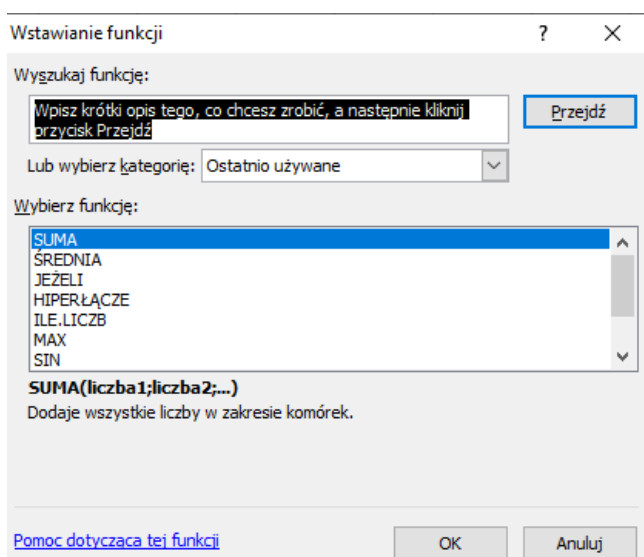 Wstawianie funkcji ? ×
Wyszukaj funkcję:
Wpisz krótki opis tego, co chcesz zrobić, a następnie kliknij
przycisk Przejdź
Przejdź
Lub wybierz kategorię: Ostatnio używane
Wybierz funkcję:
SUMA
ŚREDNIA
JEŻELI
HIPERŁĄCZE
ILE.LICZB
MAX
SIN
SUMA(liczba1;liczba2;...)
Dodaje wszystkie liczby w zakresie komórek.
Pomoc dotycząca tej funkcji
OK Anuluj